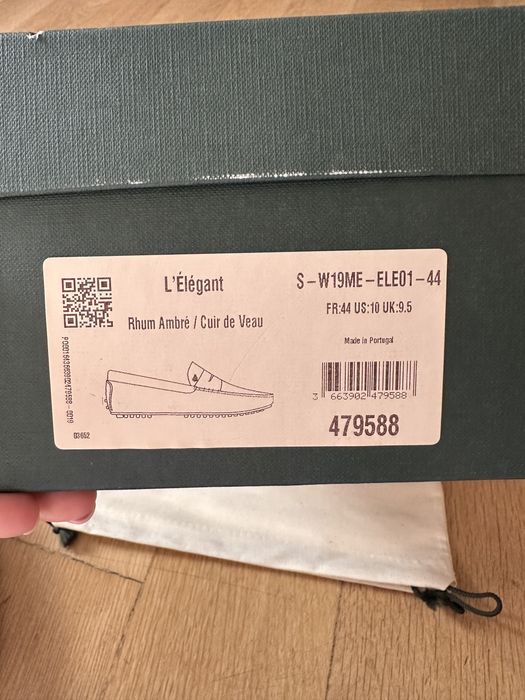 L'Élégant
S-W19ME-ELE01-44
Rhum Ambré / Cuir de Veau
FR:44 US:10 UK:9.5
Made in Portugal
3 663902 479588
479588
03652